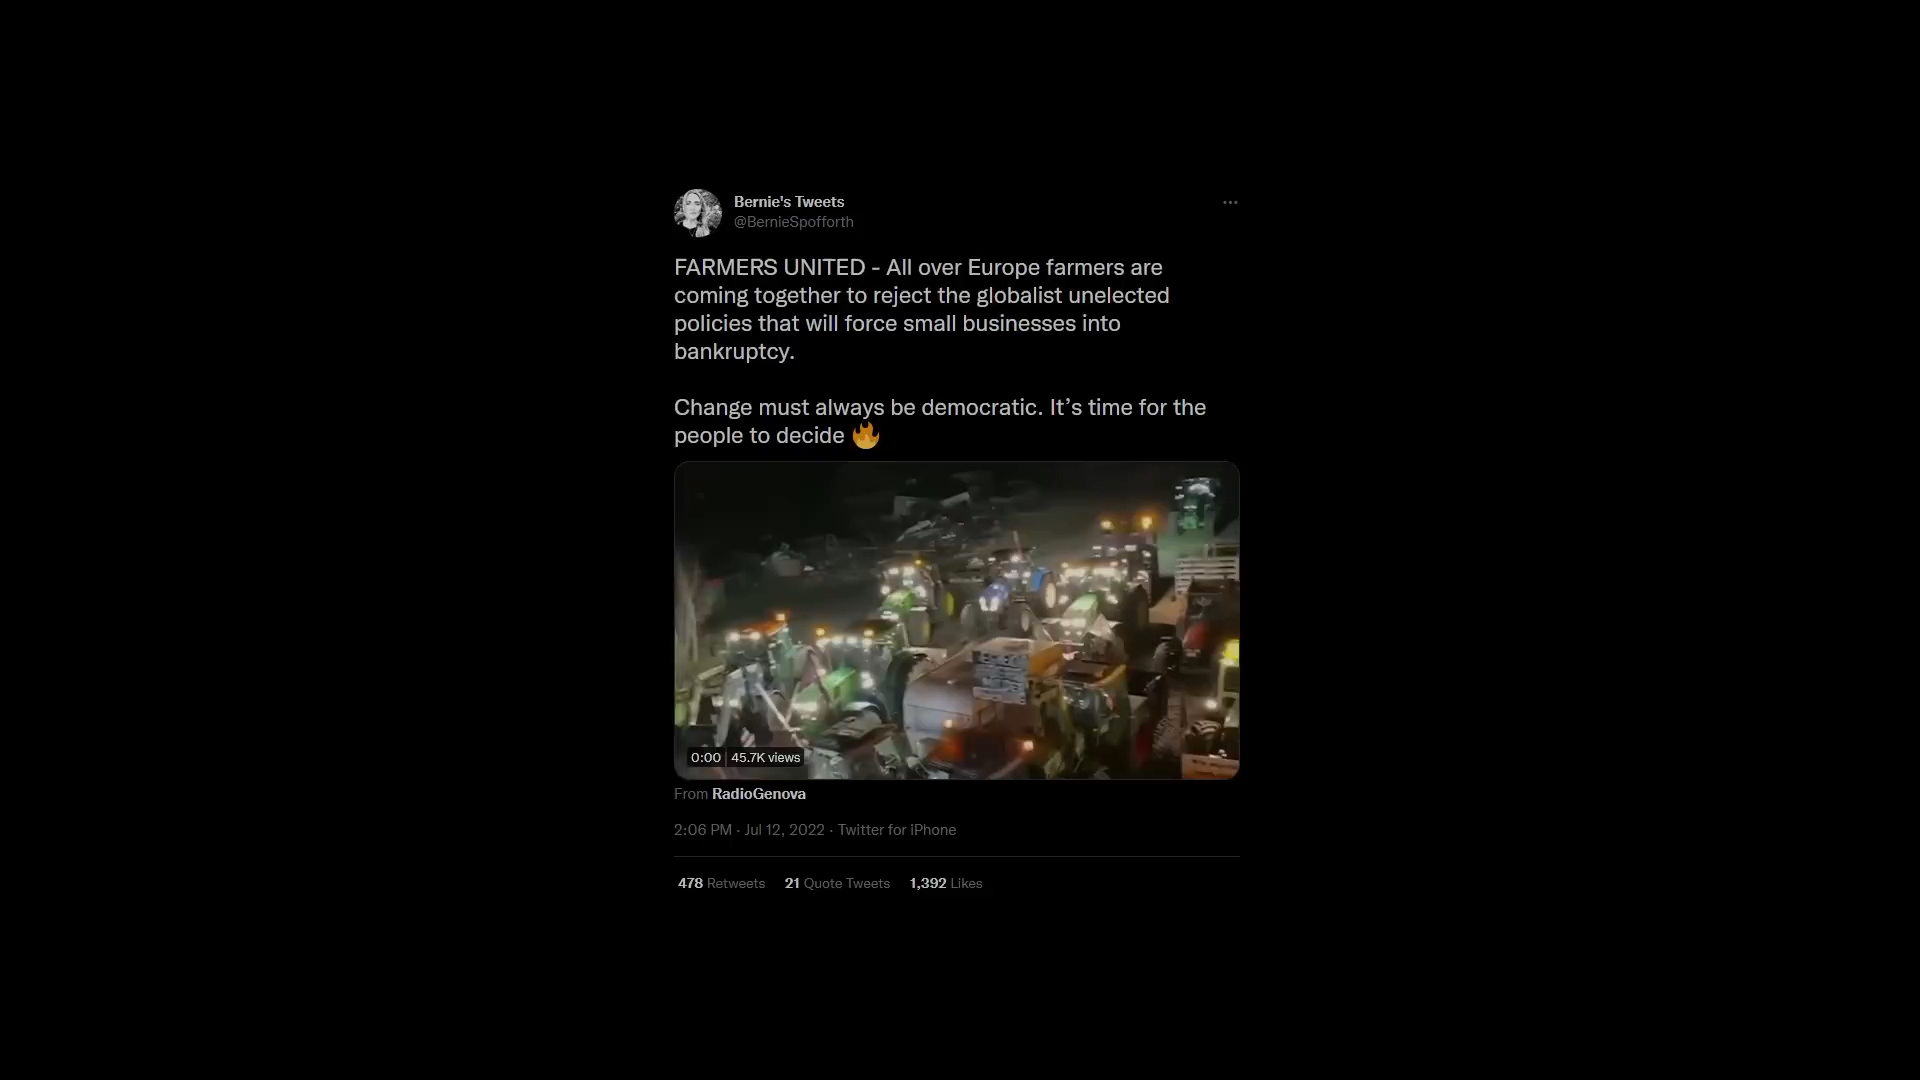 Bernie's Tweets
@BernieSpofforth
FARMERS UNITED - All over Europe farmers are
coming together to reject the globalist unelected
policies that will force small businesses into
bankruptcy.
Change must always be democratic. It’s time for the
people to decide 🔥
0:00 45.7K views
From RadioGenova
2:06 PM · Jul 12, 2022 · Twitter for iPhone
478 Retweets 21 Quote Tweets 1,392 Likes